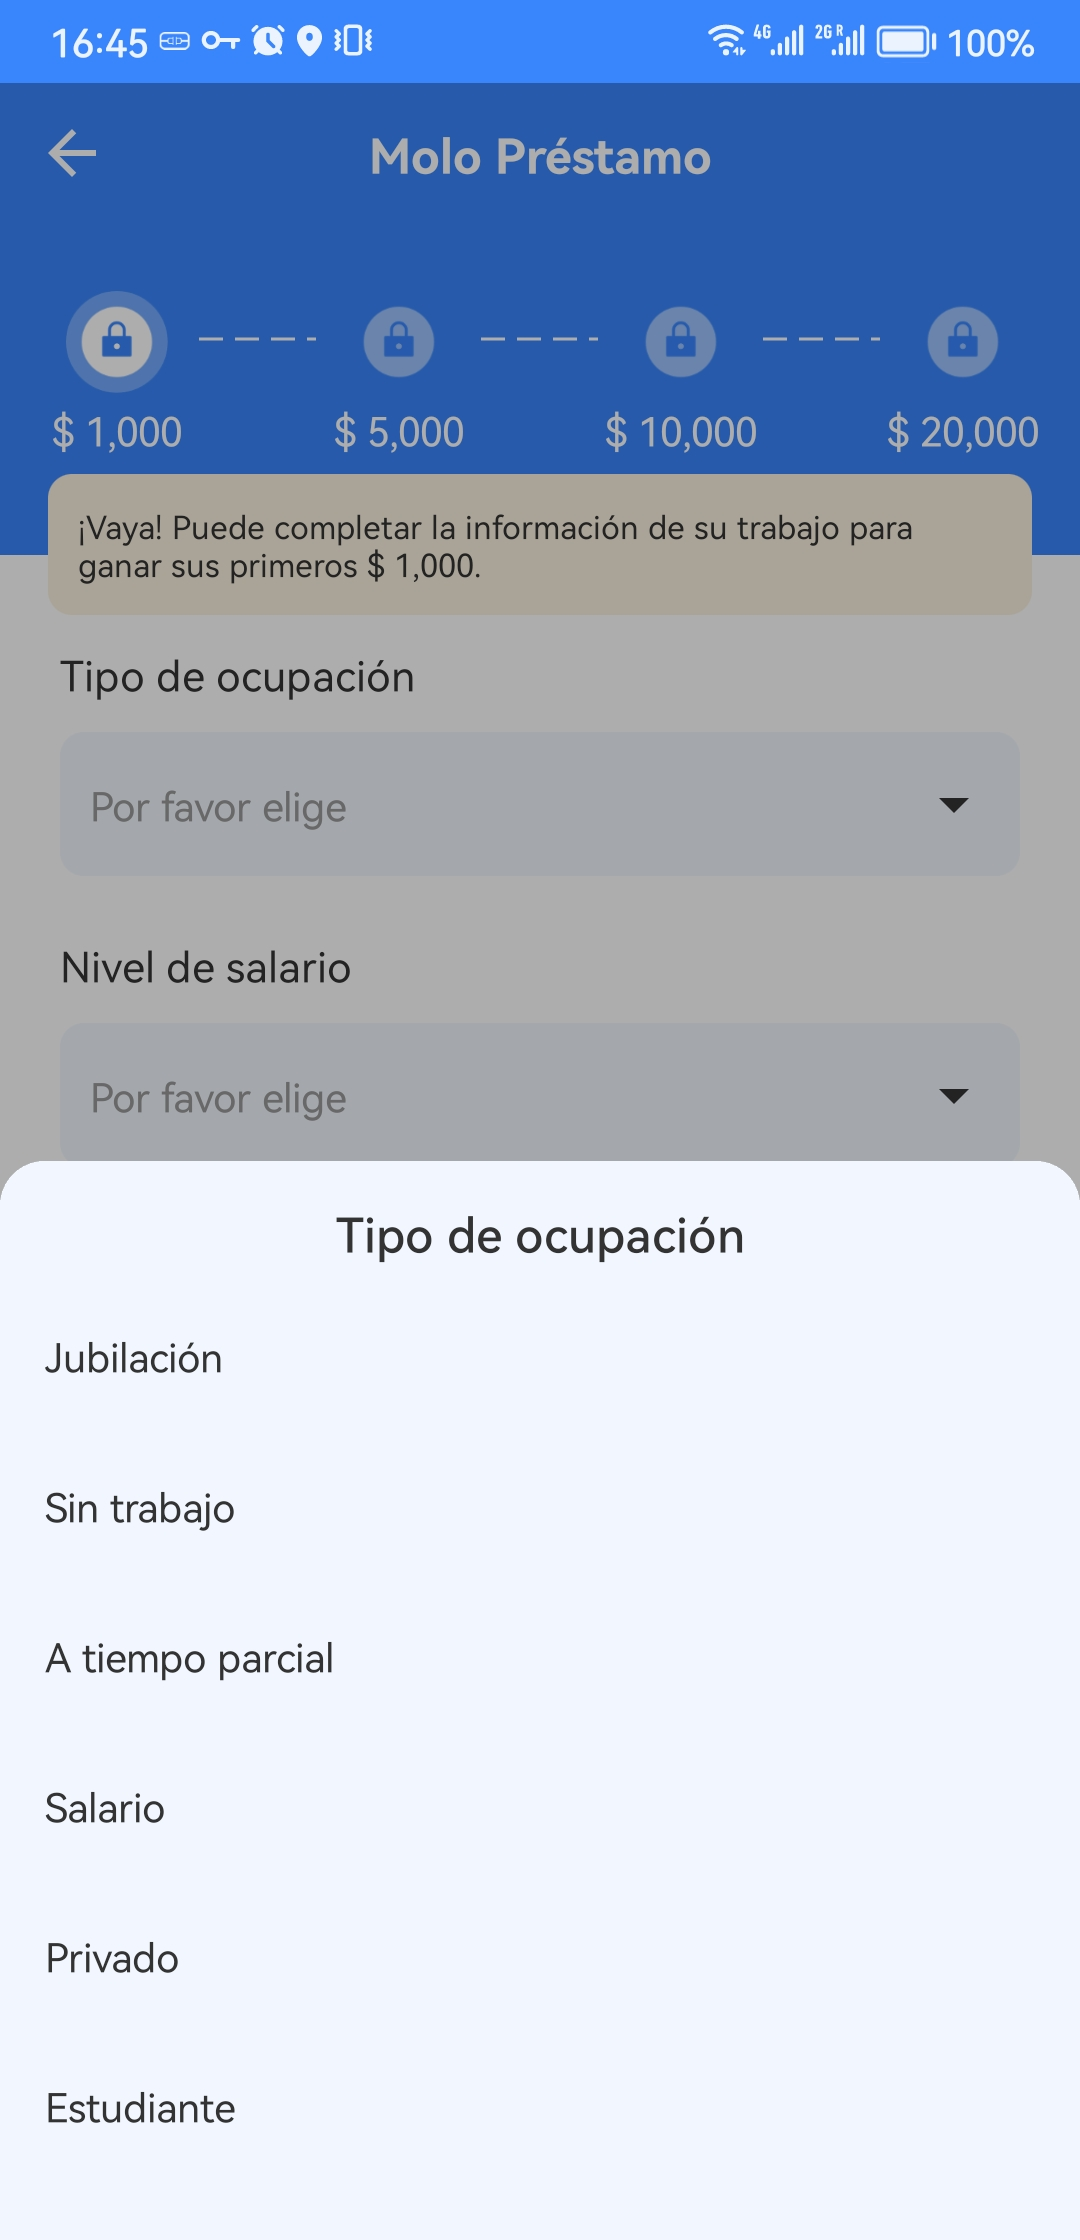 16:45
4G
2G R
100%
Molo Préstamo
$ 1,000
$ 5,000
$ 10,000
$ 20,000
¡Vaya! Puede completar la información de su trabajo para
ganar sus primeros $ 1,000.
Tipo de ocupación
Por favor elige
Nivel de salario
Por favor elige
Tipo de ocupación
Jubilación
Sin trabajo
A tiempo parcial
Salario
Privado
Estudiante